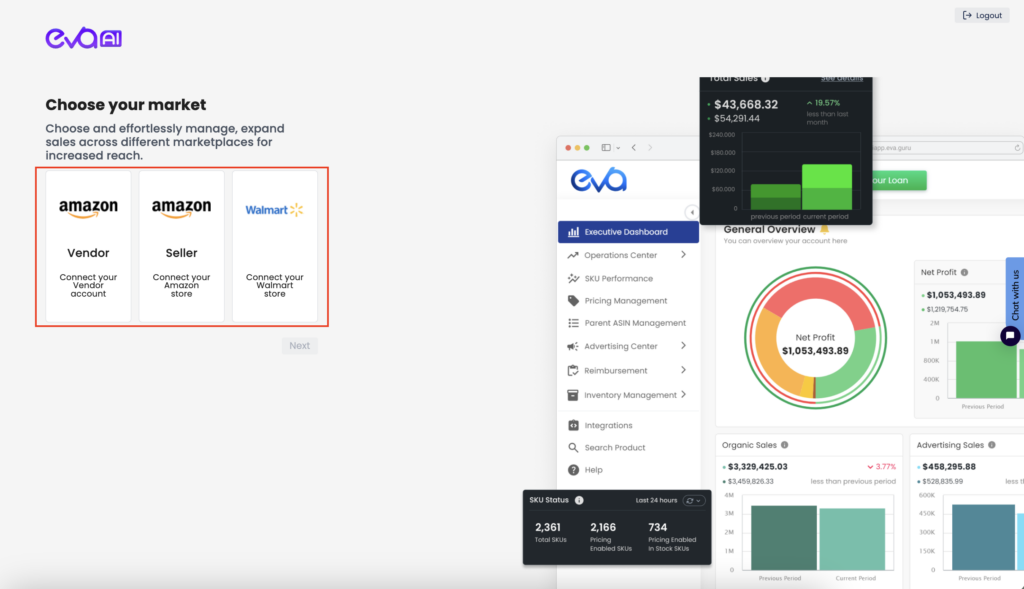 Logout
eva AI
Choose your market
Choose and effortlessly manage, expand
sales across different marketplaces for
increased reach.
amazon
Vendor
Connect your
Vendor
account
amazon
Seller
Connect your
Amazon
store
Walmart
Connect your
Walmart
store
Next
Total Sales
See details
$43,668.32
$54,291.44
19.57%
less than last
month
$240.000
$180.000
$120.000
$60.000
0
previous period
current period
app.eva.guru
our Loan
eva
Executive Dashboard
Operations Center
SKU Performance
Pricing Management
Parent ASIN Management
Advertising Center
Reimbursement
Inventory Management
Integrations
Search Product
Help
General Overview
You can overview your account here
Net Profit
$1,053,493.89
Net Profit
$1,053,493.89
$1,219,754.75
2M
1M
800K
400K
0
Previous Period
Chat with us
SKU Status
Last 24 hours
2,361
Total SKUs
2,166
Pricing
Enabled SKUs
734
Pricing Enabled
In Stock SKUs
Organic Sales
$3,329,425.03
3.77%
$3,459,826.33
less than previous period
4M
3M
2M
1M
0
Previous Period
Current Period
Advertising Sales
$458,295.88
$528,835.99
less th
600K
450K
300K
150K
0
Previous Period